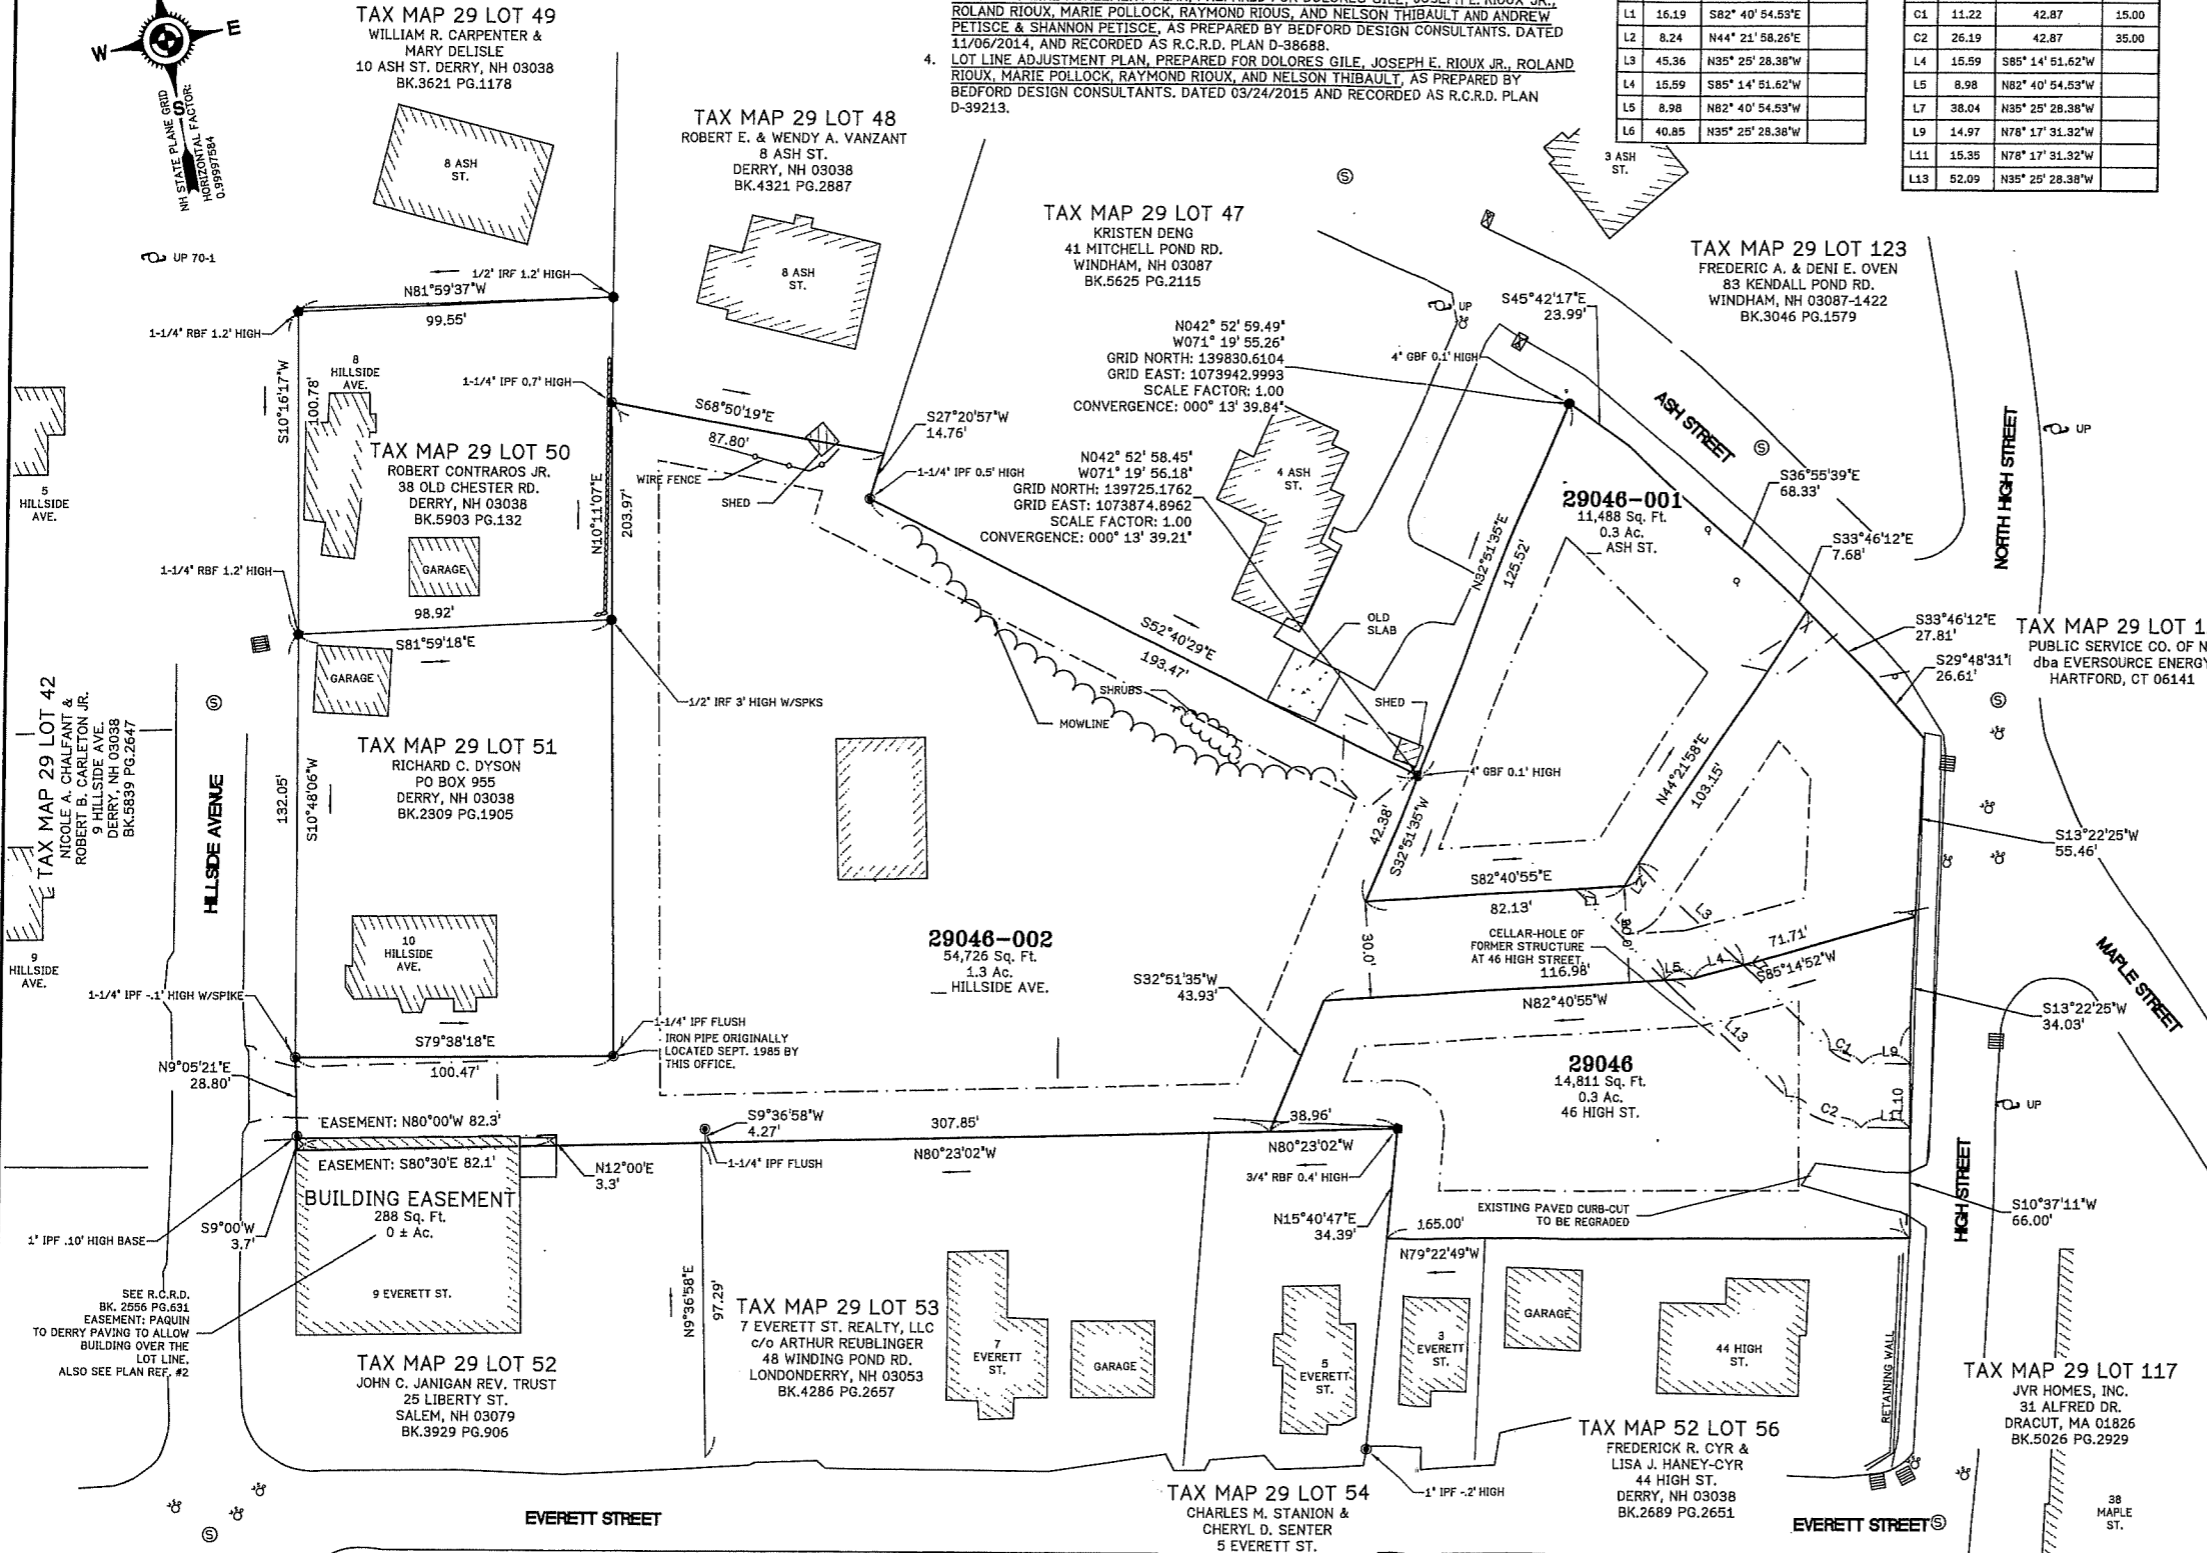 TAX MAP 29 LOT 49
WILLIAM R. CARPENTER &
MARY DELISLE
10 ASH ST. DERRY, NH 03038
BK.3621 PG.1178
W
E
S
NH STATE PLANE GRID
HORIZONTAL FACTOR:
0.99997584
ROLAND RIOUX, MARIE POLLOCK, RAYMOND RIOUS, AND NELSON THIBAULT AND ANDREW
PETISCE & SHANNON PETISCE, AS PREPARED BY BEDFORD DESIGN CONSULTANTS. DATED
11/06/2014, AND RECORDED AS R.C.R.D. PLAN D-38688.
4. LOT LINE ADJUSTMENT PLAN, PREPARED FOR DOLORES GILE, JOSEPH E. RIOUX JR., ROLAND
RIOUX, MARIE POLLOCK, RAYMOND RIOUX, AND NELSON THIBAULT, AS PREPARED BY
BEDFORD DESIGN CONSULTANTS. DATED 03/24/2015 AND RECORDED AS R.C.R.D. PLAN
D-39213.
L1 16.19 S82° 40' 54.53"E
L2 8.24 N44° 21' 58.26"E
L3 45.36 N35° 25' 28.38"W
L4 15.59 S85° 14' 51.62"W
L5 8.98 N82° 40' 54.53"W
L6 40.85 N35° 25' 28.38"W
C1 11.22 42.87 15.00
C2 26.19 42.87 35.00
L4 15.59 S85° 14' 51.62"W
L5 8.98 N82° 40' 54.53"W
L7 38.04 N35° 25' 28.38"W
L9 14.97 N78° 17' 31.32"W
L11 15.35 N78° 17' 31.32"W
L13 52.09 N35° 25' 28.38"W
TAX MAP 29 LOT 48
ROBERT E. & WENDY A. VANZANT
8 ASH ST.
DERRY, NH 03038
BK.4321 PG.2887
8 ASH
ST.
8 ASH
ST.
3 ASH
ST.
TAX MAP 29 LOT 47
KRISTEN DENG
41 MITCHELL POND RD.
WINDHAM, NH 03087
BK.5625 PG.2115
TAX MAP 29 LOT 123
FREDERIC A. & DENI E. OVEN
83 KENDALL POND RD.
WINDHAM, NH 03087-1422
BK.3046 PG.1579
UP 70-1
1/2" IRF 1.2' HIGH
N81°59'37"W
99.55'
1-1/4" RBF 1.2' HIGH
S10°16'17"W
100.78'
8
HILLSIDE
AVE.
1-1/4" IPF 0.7' HIGH
S68°50'19"E
87.80'
WIRE FENCE
SHED
S27°20'57"W
14.76'
1-1/4" IPF 0.5' HIGH
N042° 52' 59.49"
W071° 19' 55.26"
GRID NORTH: 139830.6104
GRID EAST: 1073942.9993
SCALE FACTOR: 1.00
CONVERGENCE: 000° 13' 39.84"
N042° 52' 58.45"
W071° 19' 56.18"
GRID NORTH: 139725.1762
GRID EAST: 1073874.8962
SCALE FACTOR: 1.00
CONVERGENCE: 000° 13' 39.21"
UP
S45°42'17"E
23.99'
4" GBF 0.1' HIGH
ASH STREET
NORTH HIGH STREET
UP
S36°55'39"E
68.33'
S33°46'12"E
7.68'
S33°46'12"E
27.81'
S29°48'31"
26.61'
PUBLIC SERVICE CO. OF N
dba EVERSOURCE ENERGY
HARTFORD, CT 06141
5
HILLSIDE
AVE.
TAX MAP 29 LOT 50
ROBERT CONTRAROS JR.
38 OLD CHESTER RD.
DERRY, NH 03038
BK.5903 PG.132
GARAGE
N10°11'07"E
203.97'
4 ASH
ST.
29046-001
11,488 Sq. Ft.
0.3 Ac.
__ ASH ST.
N32°51'35"E
125.52'
1-1/4" RBF 1.2' HIGH
98.92'
S81°59'18"E
GARAGE
1/2" IRF 3' HIGH W/SPKS
S52°40'29"E
193.47'
OLD
SLAB
SHRUBS
MOWLINE
SHED
4" GBF 0.1' HIGH
N44°21'58"E
103.15'
S13°22'25"W
55.46'
TAX MAP 29 LOT 42
NICOLE A. CHALFANT &
ROBERT B. CARLETON JR.
9 HILLSIDE AVE.
DERRY, NH 03038
BK.5839 PG.2647
HILLSIDE AVENUE
132.05'
S10°48'06"W
TAX MAP 29 LOT 51
RICHARD C. DYSON
PO BOX 955
DERRY, NH 03038
BK.2309 PG.1905
42.38'
S32°51'35"W
S82°40'55"E
82.13'
L1
L2
L3
9
HILLSIDE
AVE.
10
HILLSIDE
AVE.
29046-002
54,726 Sq. Ft.
1.3 Ac.
__ HILLSIDE AVE.
30.0'
CELLAR-HOLE OF
FORMER STRUCTURE
AT 46 HIGH STREET
116.98'
L5
L4
71.71'
S85°14'52"W
S32°51'35"W
43.93'
N82°40'55"W
L13
MAPLE STREET
S13°22'25"W
34.03'
1-1/4" IPF -.1' HIGH W/SPIKE
S79°38'18"E
100.47'
1-1/4" IPF FLUSH
IRON PIPE ORIGINALLY
LOCATED SEPT. 1985 BY
THIS OFFICE.
N9°05'21"E
28.80'
29046
14,811 Sq. Ft.
0.3 Ac.
46 HIGH ST.
C1
L9
C2
L10
UP
EASEMENT: N80°00'W 82.3'
S9°36'58"W
4.27'
307.85'
38.96'
EASEMENT: S80°30'E 82.1'
N12°00'E
3.3'
1-1/4" IPF FLUSH
N80°23'02"W
N80°23'02"W
3/4" RBF 0.4' HIGH
BUILDING EASEMENT
288 Sq. Ft.
0 ± Ac.
S9°00'W
3.7'
1" IPF .10' HIGH BASE
N15°40'47"E
34.39'
165.00'
EXISTING PAVED CURB-CUT
TO BE REGRADED
N79°22'49"W
HIGH STREET
S10°37'11"W
66.00'
SEE R.C.R.D.
BK. 2556 PG.631
EASEMENT: PAQUIN
TO DERRY PAVING TO ALLOW
BUILDING OVER THE
LOT LINE.
ALSO SEE PLAN REF. #2
9 EVERETT ST.
N9°36'58"E
97.29'
TAX MAP 29 LOT 53
7 EVERETT ST. REALTY, LLC
c/o ARTHUR REUBLINGER
48 WINDING POND RD.
LONDONDERRY, NH 03053
BK.4286 PG.2657
7
EVERETT
ST.
GARAGE
5
EVERETT
ST.
3
EVERETT
ST.
GARAGE
44 HIGH
ST.
RETAINING WALL
TAX MAP 29 LOT 52
JOHN C. JANIGAN REV. TRUST
25 LIBERTY ST.
SALEM, NH 03079
BK.3929 PG.906
TAX MAP 29 LOT 117
JVR HOMES, INC.
31 ALFRED DR.
DRACUT, MA 01826
BK.5026 PG.2929
TAX MAP 52 LOT 56
FREDERICK R. CYR &
LISA J. HANEY-CYR
44 HIGH ST.
DERRY, NH 03038
BK.2689 PG.2651
1" IPF -.2' HIGH
TAX MAP 29 LOT 54
CHARLES M. STANION &
CHERYL D. SENTER
5 EVERETT ST.
EVERETT STREET
EVERETT STREET
38
MAPLE
ST.